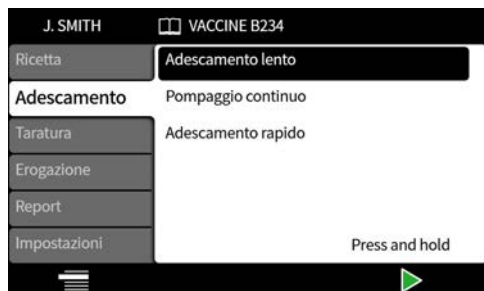 J. SMITH VACCINE B234
Ricetta
Adescamento
Taratura
Erogazione
Report
Impostazioni
Adescamento lento
Pompaggio continuo
Adescamento rapido
Press and hold